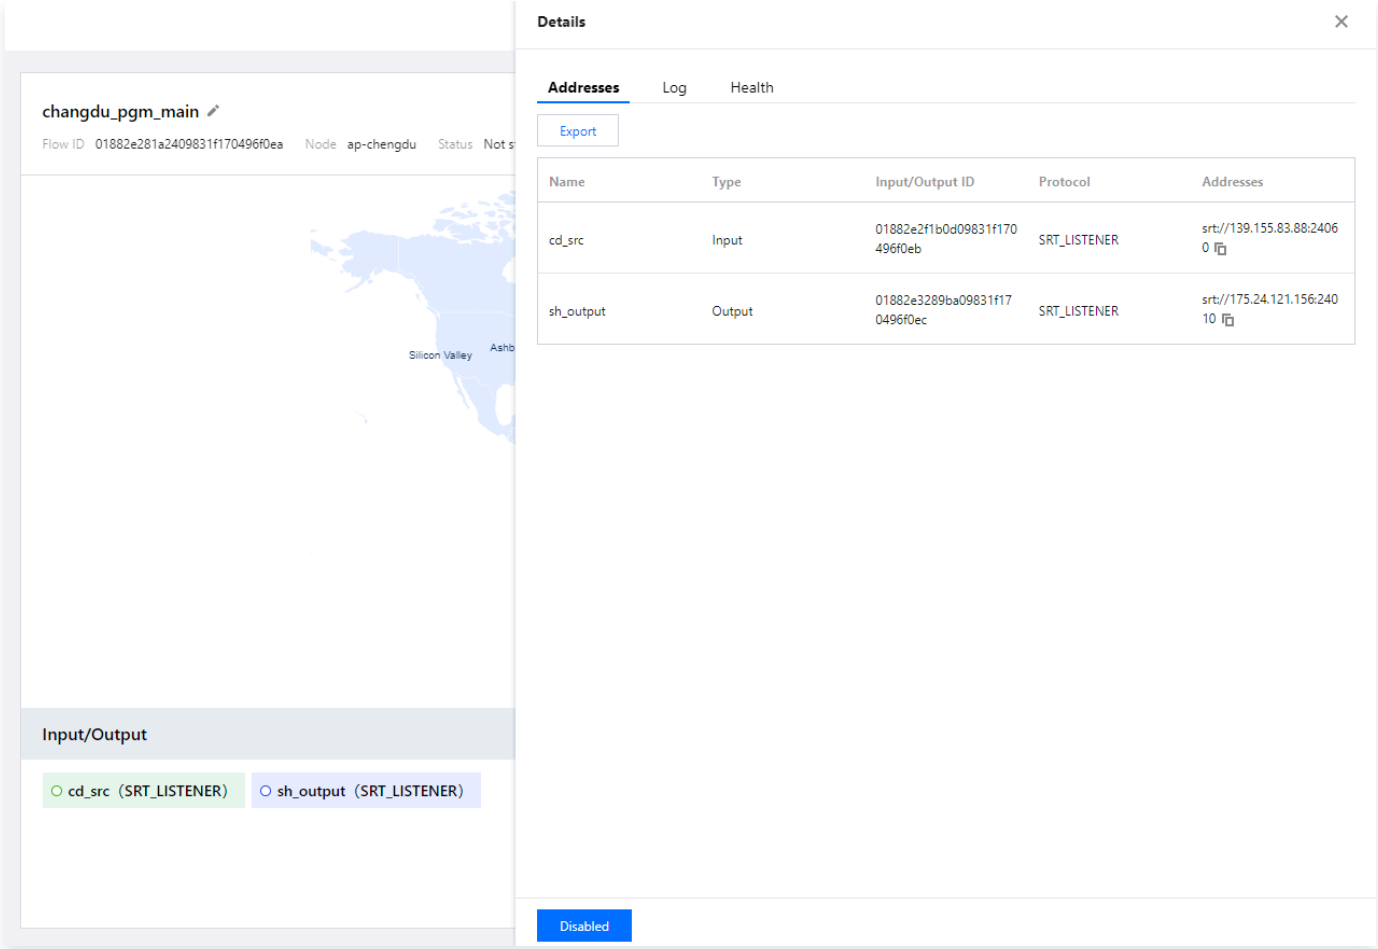 Details
changdu_pgm_main
Flow ID 01882e281a2409831f170496f0ea Node ap-chengdu Status Not s
Silicon Valley
Ashb
Input/Output
cd_src（SRT_LISTENER）
sh_output（SRT_LISTENER）
Addresses Log Health
Export
Name Type Input/Output ID Protocol Addresses
cd_src Input 01882e2f1b0d09831f170
496f0eb SRT_LISTENER srt://139.155.83.88:2406
0
sh_output Output 01882e3289ba09831f17
0496f0ec SRT_LISTENER srt://175.24.121.156:240
10
Disabled